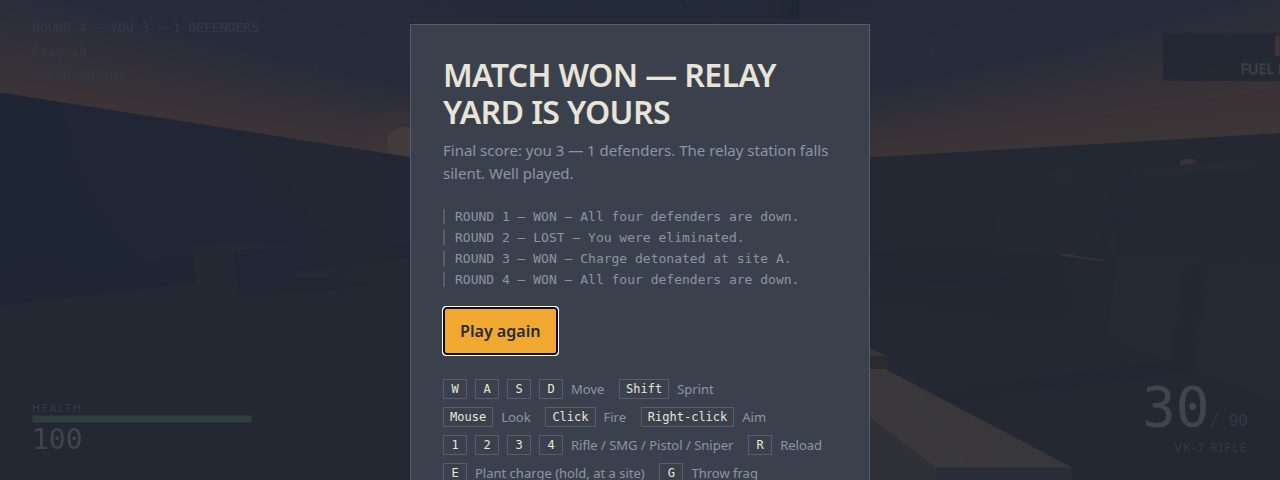 ROUND 4 · YOU 3 — 1 DEFENDERS
Frag x0
SOUND ON [M]
FUEL
MATCH WON — RELAY
YARD IS YOURS
Final score: you 3 — 1 defenders. The relay station falls
silent. Well played.
ROUND 1 — WON — All four defenders are down.
ROUND 2 — LOST — You were eliminated.
ROUND 3 — WON — Charge detonated at site A.
ROUND 4 — WON — All four defenders are down.
Play again
W A S D Move Shift Sprint
Mouse Look Click Fire Right-click Aim
1 2 3 4 Rifle / SMG / Pistol / Sniper R Reload
E Plant charge (hold, at a site) G Throw frag
HEALTH
100
30 / 90
VK-7 RIFLE